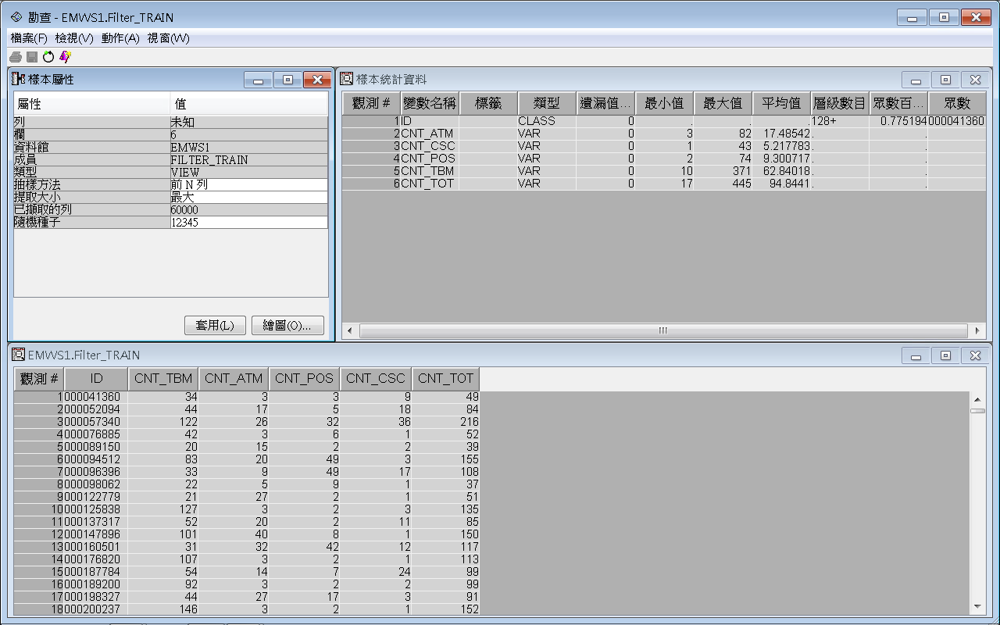 勘查 - EMWS1.Filter_TRAIN
檔案(F) 檢視(V) 動作(A) 視窗(W)
樣本屬性
屬性 值
列 未知
欄 6
資料館 EMWS1
成員 FILTER_TRAIN
類型 VIEW
抽樣方法 前 N 列
提取大小 最大
已擷取的列 60000
隨機種子 12345
套用(L) 繪圖(O)...
樣本統計資料
觀測 # 變數名稱 標籤 類型 遺漏值... 最小值 最大值 平均值 層級數目 眾數百... 眾數
1 ID CLASS 0 . . . 128+ 0.775194 000041360
2 CNT_ATM VAR 0 3 82 17.48542 . .
3 CNT_CSC VAR 0 1 43 5.217783 . .
4 CNT_POS VAR 0 2 74 9.300717 . .
5 CNT_TBM VAR 0 10 371 62.84018 . .
6 CNT_TOT VAR 0 17 445 94.8441 . .
EMWS1.Filter_TRAIN
觀測 # ID CNT_TBM CNT_ATM CNT_POS CNT_CSC CNT_TOT
1 000041360 34 3 3 9 49
2 000052094 44 17 5 18 84
3 000057340 122 26 32 36 216
4 000076885 42 3 6 1 52
5 000089150 20 15 2 2 39
6 000094512 83 20 49 3 155
7 000096396 33 9 49 17 108
8 000098062 22 5 9 1 37
9 000122779 21 27 2 1 51
10 000125838 127 3 2 3 135
11 000137317 52 20 2 11 85
12 000147896 101 40 8 1 150
13 000160501 31 32 42 12 117
14 000176820 107 3 2 1 113
15 000187784 54 14 7 24 99
16 000189200 92 3 2 2 99
17 000198327 44 27 17 3 91
18 000200237 146 3 2 1 152